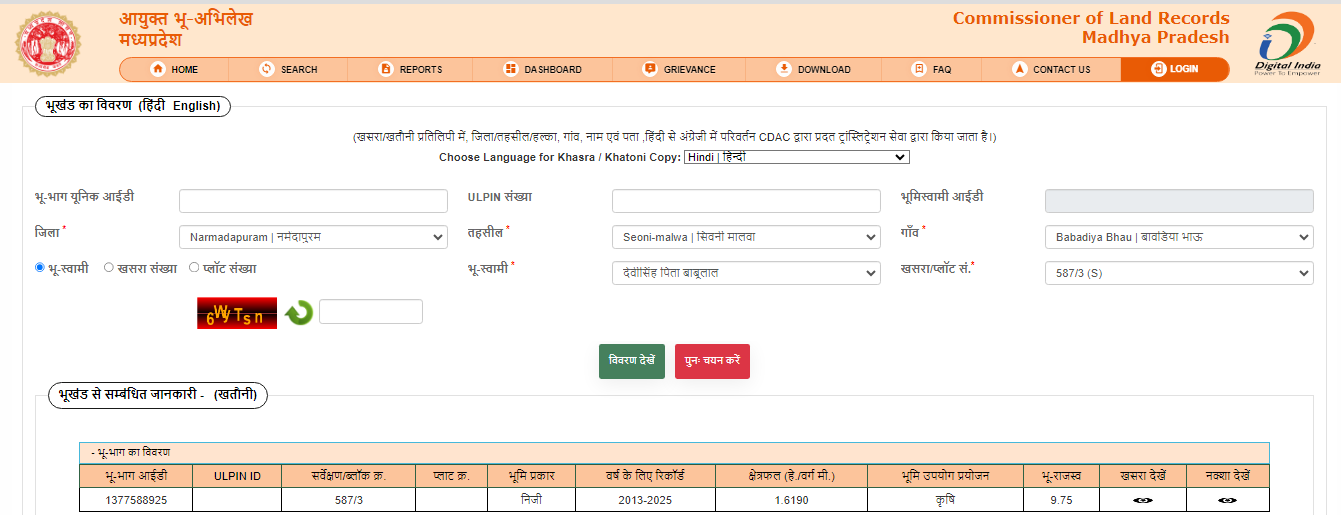 आयुक्त भू-अभिलेख
मध्यप्रदेश
Commissioner of Land Records
Madhya Pradesh
Digital India
Power To Empower
HOME SEARCH REPORTS DASHBOARD GRIEVANCE DOWNLOAD FAQ CONTACT US LOGIN
भूखंड का विवरण (हिंदी English)
(खसरा/खतौनी प्रतिलिपी में, जिला/तहसील/हल्का, गांव, नाम एवं पता ,हिंदी से अंग्रेजी में परिवर्तन CDAC द्वारा प्रदत ट्रांस्लिट्रेशन सेवा द्वारा किया जाता है।)
Choose Language for Khasra / Khatoni Copy: Hindi | हिन्दी
भू-भाग यूनिक आईडी ULPIN संख्या भूमिस्वामी आईडी
जिला * Narmadapuram | नर्मदापुरम तहसील * Seoni-malwa | सिवनी मालवा गाँव * Babadiya Bhau | बावडिया भाऊ
भू-स्वामी खसरा संख्या प्लॉट संख्या भू-स्वामी * देवीसिंह पिता बाबूलाल खसरा/प्लॉट सं.* 587/3 (S)
6WyTsn
विवरण देखें पुनः चयन करें
भूखंड से सम्बंधित जानकारी - (खतौनी)
- भू-भाग का विवरण
भू-भाग आईडी ULPIN ID सर्वेक्षण/ब्लॉक क्र. प्लाट क्र. भूमि प्रकार वर्ष के लिए रिकॉर्ड क्षेत्रफल (हे./वर्ग मी.) भूमि उपयोग प्रयोजन भू-राजस्व खसरा देखें नक्शा देखें
1377588925 587/3 निजी 2013-2025 1.6190 कृषि 9.75